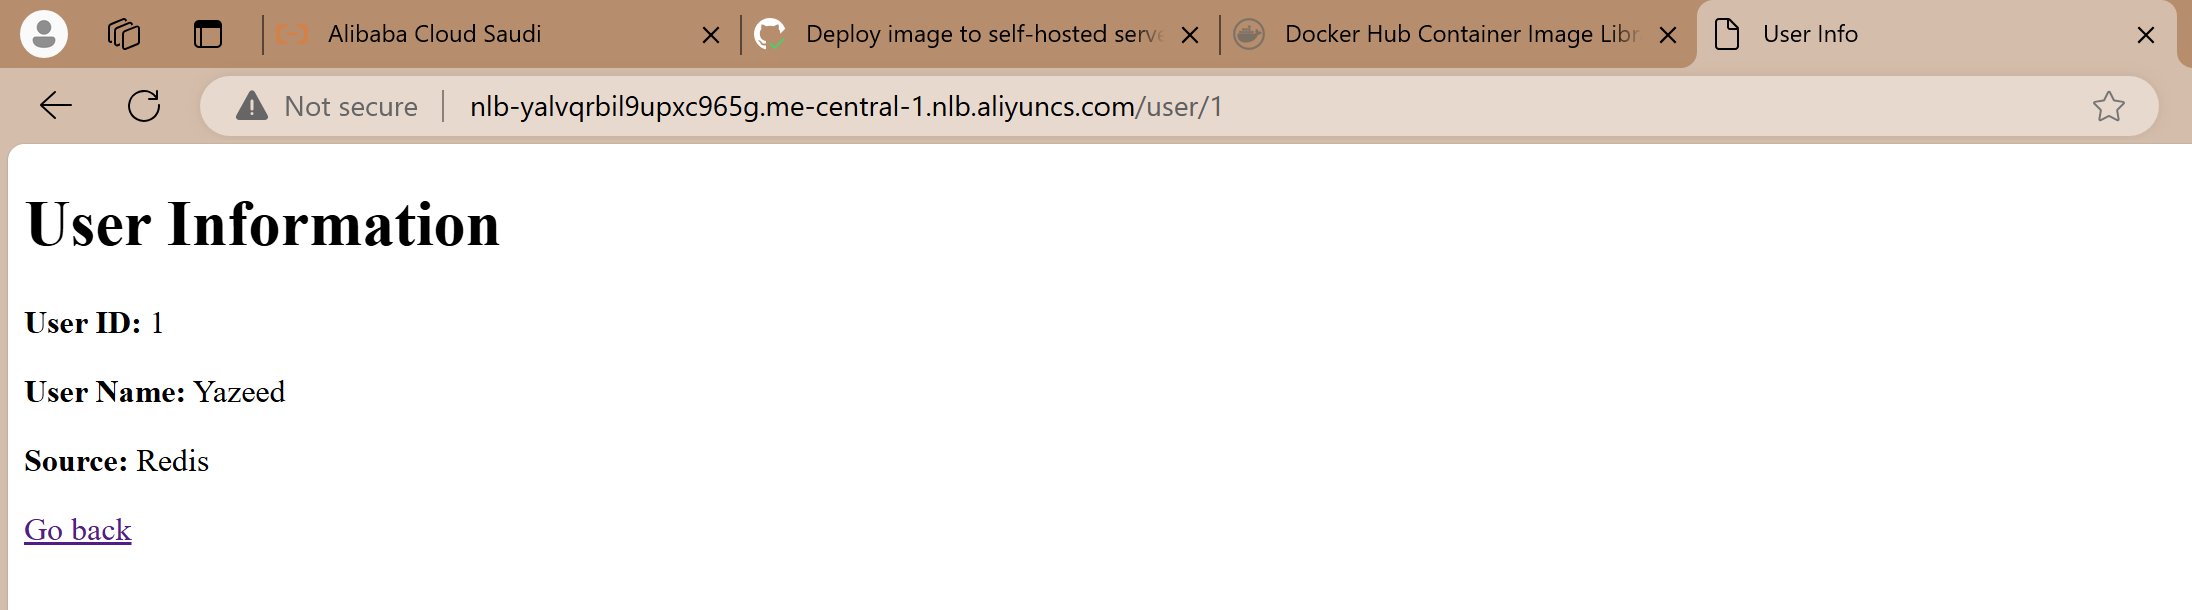 Alibaba Cloud Saudi
Deploy image to self-hosted serve
Docker Hub Container Image Libr
User Info
Not secure
nlb-yalvqrbil9upxc965g.me-central-1.nlb.aliyuncs.com/user/1
User Information
User ID: 1
User Name: Yazeed
Source: Redis
Go back